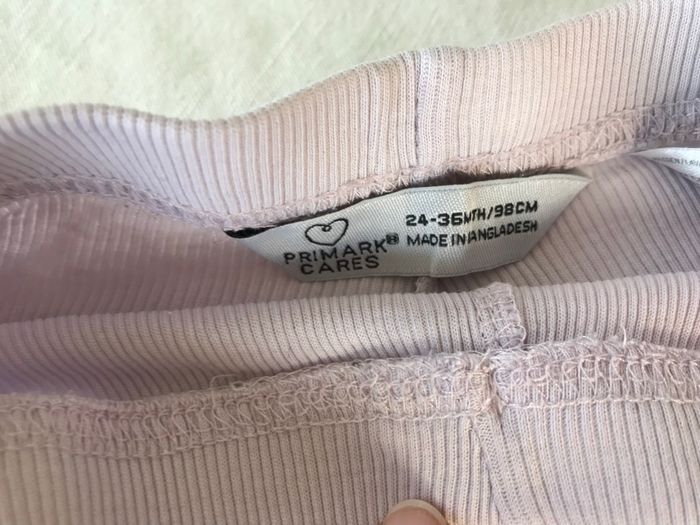 PRIMARK®
CARES
24-36MTH/98CM
MADE IN BANGLADESH